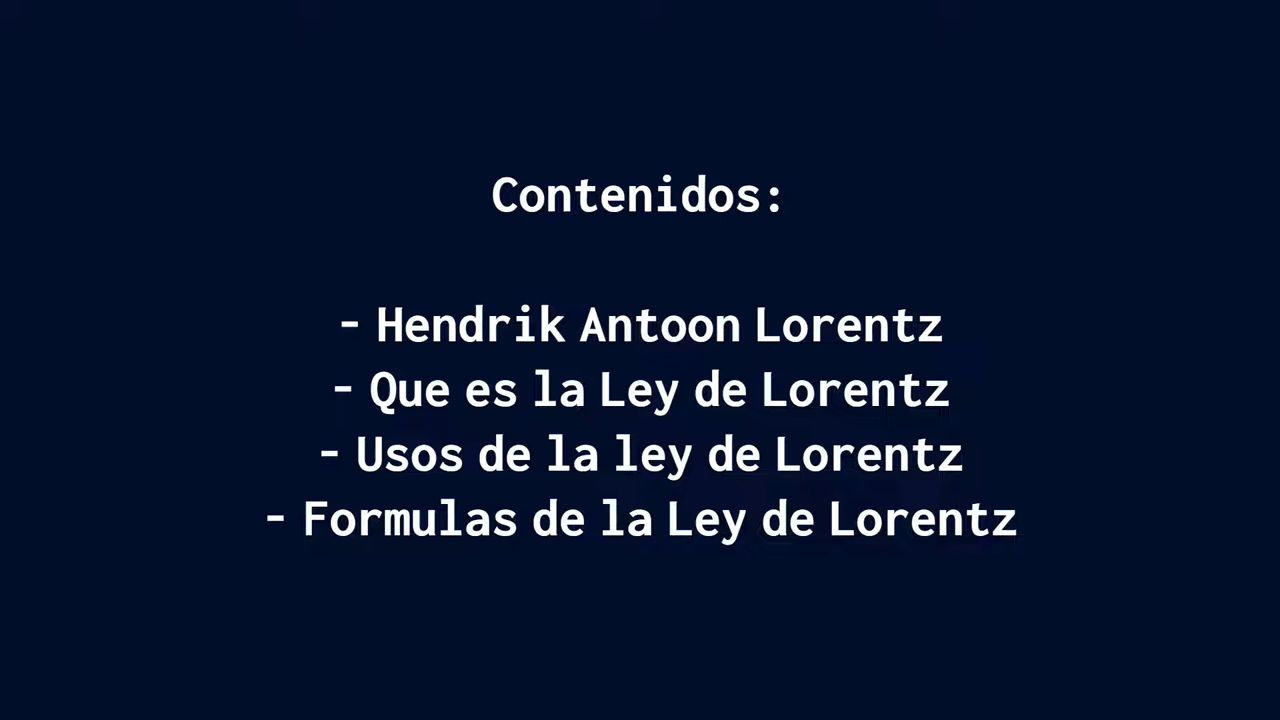 Contenidos:
- Hendrik Antoon Lorentz
- Que es la Ley de Lorentz
- Usos de la ley de Lorentz
- Formulas de la Ley de Lorentz